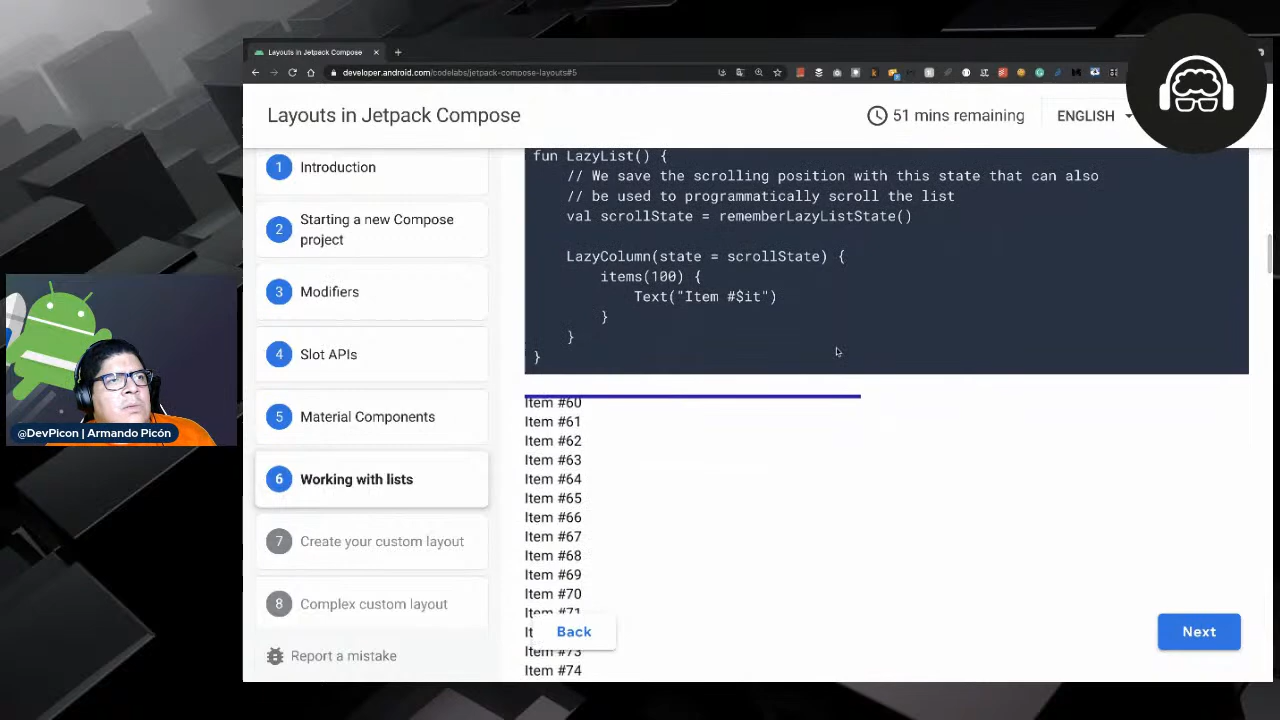 Layouts in Jetpack Compose
developer.android.com/codelabs/jetpack-compose-layouts#5
Layouts in Jetpack Compose
51 mins remaining
ENGLISH
1 Introduction
2 Starting a new Compose
project
3 Modifiers
4 Slot APIs
5 Material Components
6 Working with lists
7 Create your custom layout
8 Complex custom layout
Report a mistake
fun LazyList() {
// We save the scrolling position with this state that can also
// be used to programmatically scroll the list
val scrollState = rememberLazyListState()
LazyColumn(state = scrollState) {
items(100) {
Text("Item #$it")
}
}
}
Item #60
Item #61
Item #62
Item #63
Item #64
Item #65
Item #66
Item #67
Item #68
Item #69
Item #70
Item #71
It
Item #73
Item #74
Back
Next
@DevPicon | Armando Picón